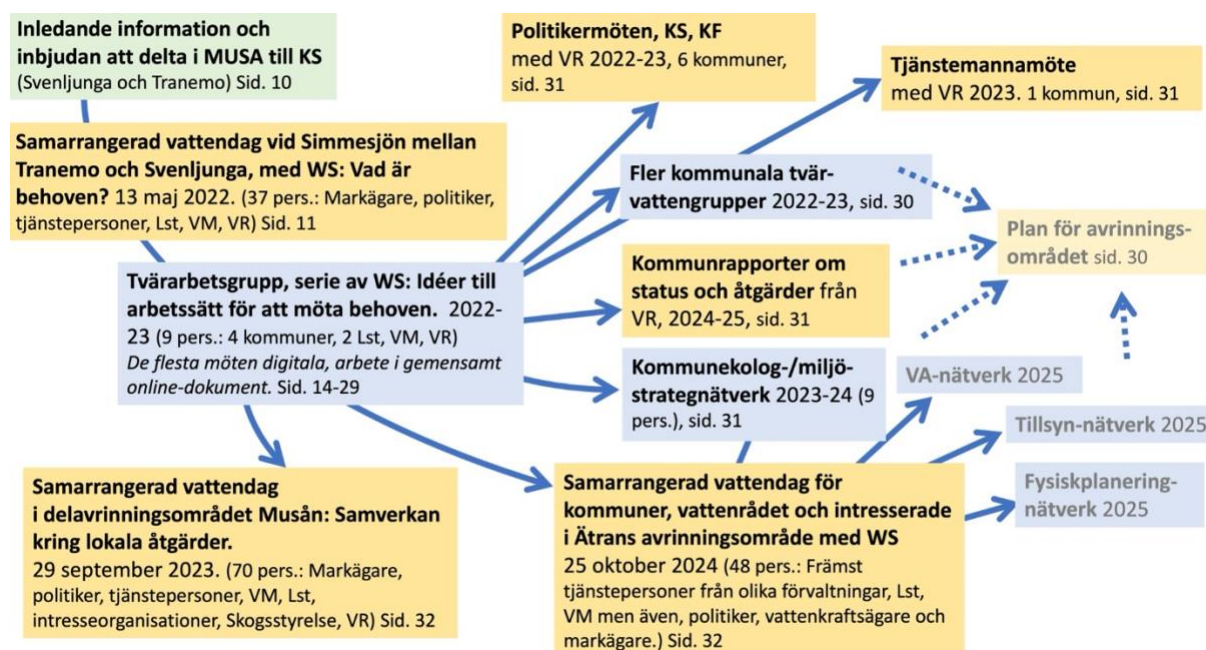 Inledande information och
inbjudan att delta i MUSA till KS
(Svenljunga och Tranemo) Sid. 10
Politikermöten, KS, KF
med VR 2022-23, 6 kommuner,
sid. 31
Tjänstemannamöte
med VR 2023. 1 kommun, sid. 31
Samarrangerad vattendag vid Simmesjön mellan
Tranemo och Svenljunga, med WS: Vad är
behoven? 13 maj 2022. (37 pers.: Markägare, politiker,
tjänstepersoner, Lst, VM, VR) Sid. 11
Fler kommunala tvär-
vattengrupper 2022-23, sid. 30
Plan för avrinnings-
området sid. 30
Tvärarbetsgrupp, serie av WS: Idéer till
arbetssätt för att möta behoven. 2022-
23 (9 pers.: 4 kommuner, 2 Lst, VM, VR)
De flesta möten digitala, arbete i gemensamt
online-dokument. Sid. 14-29
Kommunrapporter om
status och åtgärder från
VR, 2024-25, sid. 31
Kommunekolog-/miljö-
strategnätverk 2023-24 (9
pers.), sid. 31
VA-nätverk 2025
Tillsyn-nätverk 2025
Fysiskplanering-
nätverk 2025
Samarrangerad vattendag
i delavrinningsområdet Musån: Samverkan
kring lokala åtgärder.
29 september 2023. (70 pers.: Markägare,
politiker, tjänstepersoner, VM, Lst,
intresseorganisationer, Skogsstyrelse, VR) Sid. 32
Samarrangerad vattendag för
kommuner, vattenrådet och intresserade
i Ätrans avrinningsområde med WS
25 oktober 2024 (48 pers.: Främst
tjänstepersoner från olika förvaltningar, Lst,
VM men även, politiker, vattenkraftsägare och
markägare.) Sid. 32